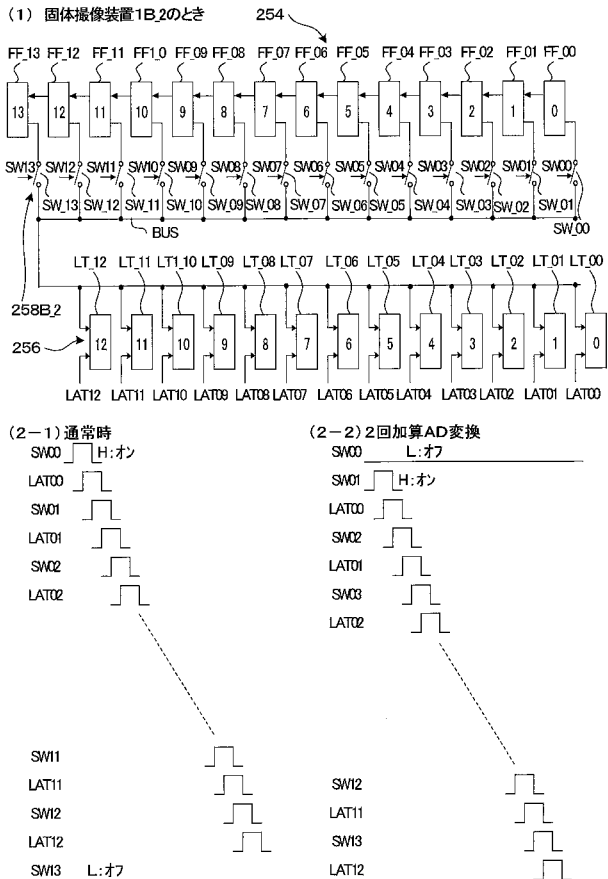 (1) 固体撮像装置1B_2のとき
254
FF_13 FF_12 FF_11 FF1_0 FF_09 FF_08 FF_07 FF_06 FF_05 FF_04 FF_03 FF_02 FF_01 FF_00
13 12 11 10 9 8 7 6 5 4 3 2 1 0
SW13 SW12 SW11 SW10 SW09 SW08 SW07 SW06 SW05 SW04 SW03 SW02 SW01 SW00
SW_13 SW_12 SW_11 SW_10 SW_09 SW_08 SW_07 SW_06 SW_05 SW_04 SW_03 SW_02 SW_01
BUS
SW_00
LT_12 LT_11 LT1_10 LT_09 LT_08 LT_07 LT_06 LT_05 LT_04 LT_03 LT_02 LT_01 LT_00
258B_2
256
12 11 10 9 8 7 6 5 4 3 2 1 0
LAT12 LAT11 LAT10 LAT09 LAT08 LAT07 LAT06 LAT05 LAT04 LAT03 LAT02 LAT01 LAT00
(2-1)通常時
SW00 H:オン
LAT00
SW01
LAT01
SW02
LAT02
SW11
LAT11
SW12
LAT12
SW13 L:オフ
(2-2)2回加算AD変換
SW00 L:オフ
SW01 H:オン
LAT00
SW02
LAT01
SW03
LAT02
SW12
LAT11
SW13
LAT12